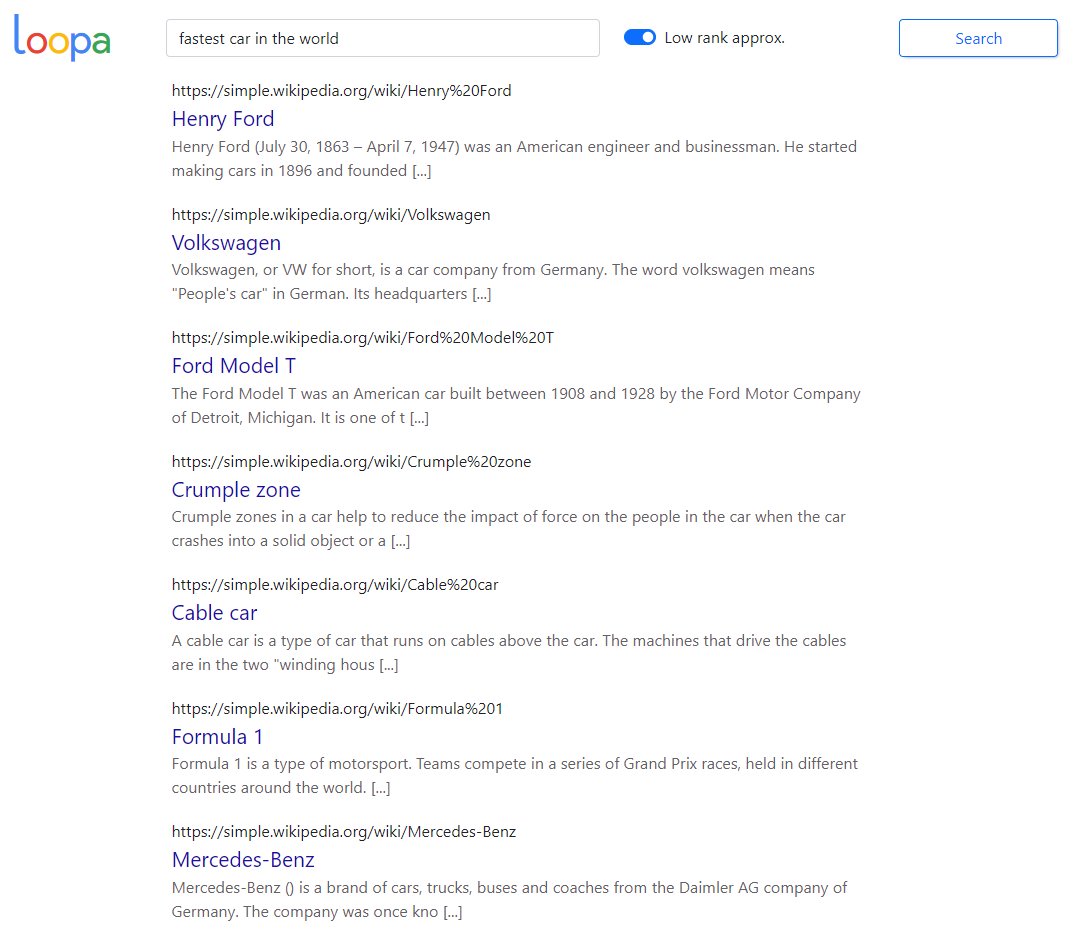 loopa
fastest car in the world
Low rank approx.
Search
https://simple.wikipedia.org/wiki/Henry%20Ford
Henry Ford
Henry Ford (July 30, 1863 – April 7, 1947) was an American engineer and businessman. He started
making cars in 1896 and founded [...]
https://simple.wikipedia.org/wiki/Volkswagen
Volkswagen
Volkswagen, or VW for short, is a car company from Germany. The word volkswagen means
"People's car" in German. Its headquarters [...]
https://simple.wikipedia.org/wiki/Ford%20Model%20T
Ford Model T
The Ford Model T was an American car built between 1908 and 1928 by the Ford Motor Company
of Detroit, Michigan. It is one of t [...]
https://simple.wikipedia.org/wiki/Crumple%20zone
Crumple zone
Crumple zones in a car help to reduce the impact of force on the people in the car when the car
crashes into a solid object or a [...]
https://simple.wikipedia.org/wiki/Cable%20car
Cable car
A cable car is a type of car that runs on cables above the car. The machines that drive the cables
are in the two "winding hous [...]
https://simple.wikipedia.org/wiki/Formula%201
Formula 1
Formula 1 is a type of motorsport. Teams compete in a series of Grand Prix races, held in different
countries around the world. [...]
https://simple.wikipedia.org/wiki/Mercedes-Benz
Mercedes-Benz
Mercedes-Benz () is a brand of cars, trucks, buses and coaches from the Daimler AG company of
Germany. The company was once kno [...]